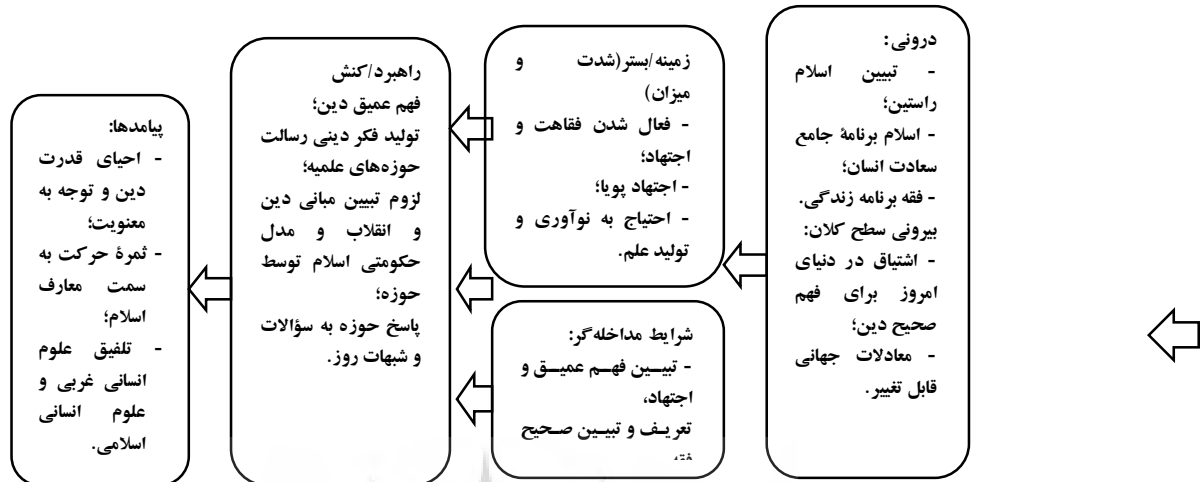 درونی:
- تبیین اسلام
راستین؛
- اسلام برنامهٔ جامع
سعادت انسان؛
- فقه برنامه زندگی.
بیرونی سطح کلان:
- اشتیاق در دنیای
امروز برای فهم
صحیح دین؛
- معادلات جهانی
قابل تغییر.
زمینه/بستر(شدت و
میزان)
- فعال شدن فقاهت و
اجتهاد؛
- اجتهاد پویا؛
- احتیاج به نوآوری و
تولید علم.
شرایط مداخله‌گر:
- تبیین فهم عمیق و
اجتهاد،
تعریف و تبیین صحیح
راهبرد/کنش
فهم عمیق دین؛
تولید فکر دینی رسالت
حوزه‌های علمیه؛
لزوم تبیین مبانی دین
و انقلاب و مدل
حکومتی اسلام توسط
حوزه؛
پاسخ حوزه به سؤالات
و شبهات روز.
پیامدها:
- احیای قدرت
دین و توجه به
معنویت؛
- ثمرهٔ حرکت به
سمت معارف
اسلام؛
- تلفیق علوم
انسانی غربی و
علوم انسانی
اسلامی.